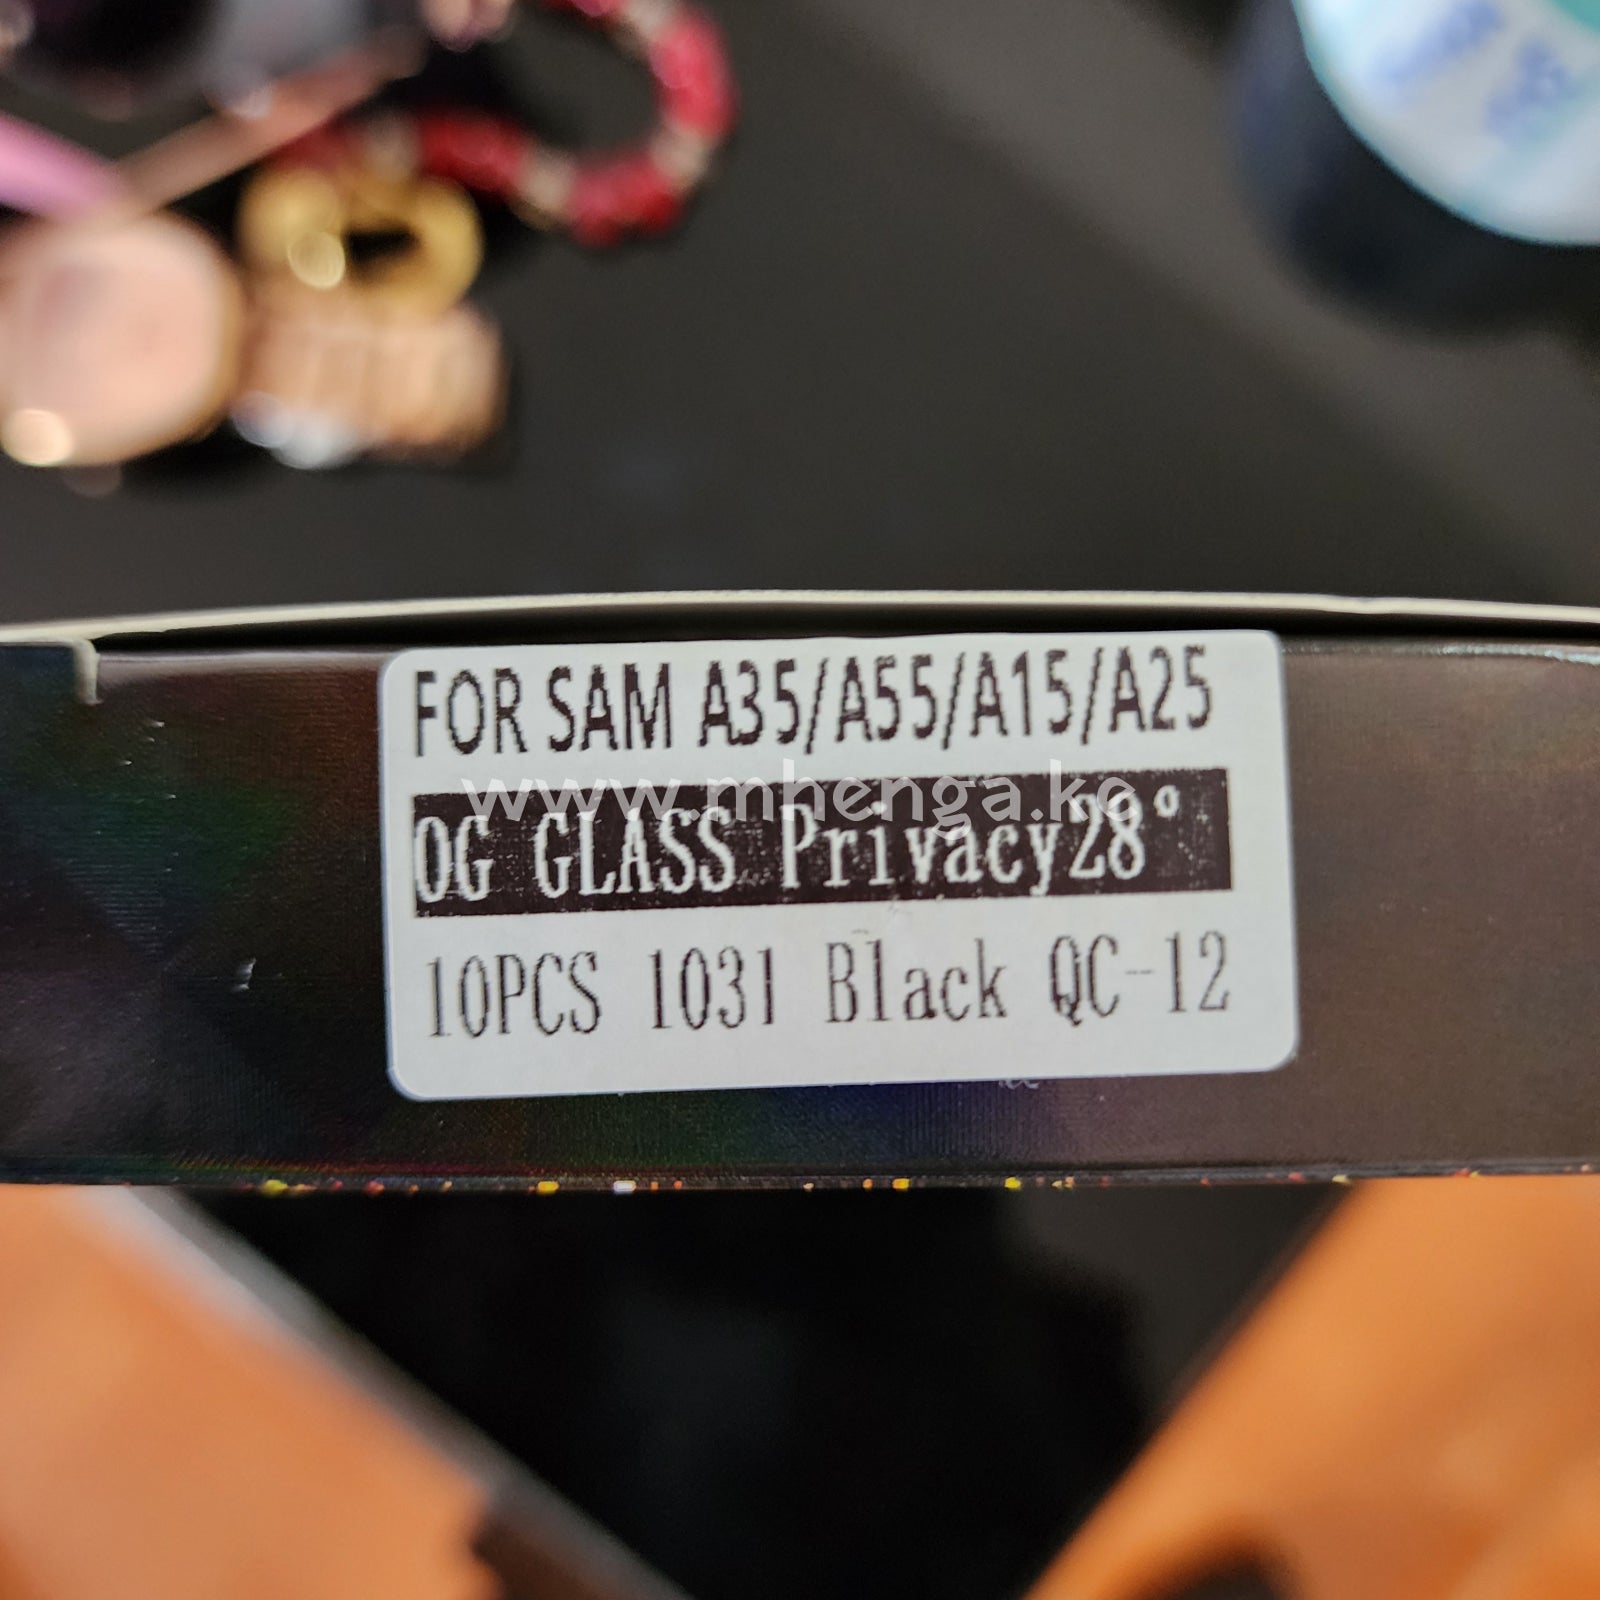 FOR SAM A35/A55/A15/A25
www.mhenga.ke
OG GLASS Privacy28°
10PCS 1031 Black QC-12